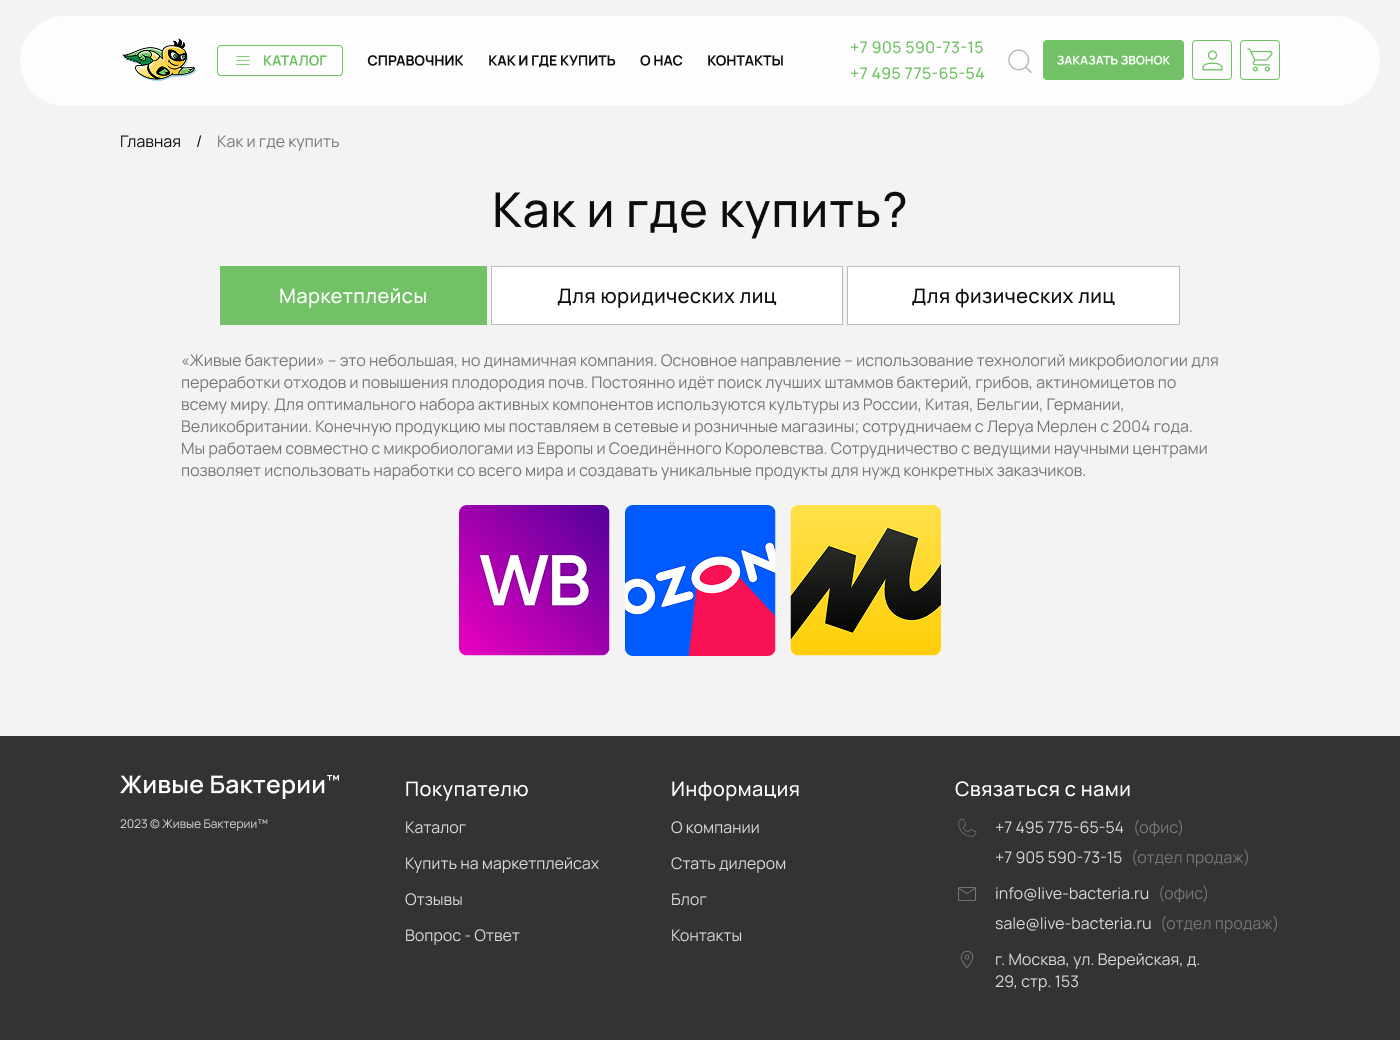 КАТАЛОГ
СПРАВОЧНИК
КАК И ГДЕ КУПИТЬ
О НАС
КОНТАКТЫ
+7 905 590-73-15
+7 495 775-65-54
ЗАКАЗАТЬ ЗВОНОК
Главная / Как и где купить
Как и где купить?
Маркетплейсы
Для юридических лиц
Для физических лиц
«Живые бактерии» – это небольшая, но динамичная компания. Основное направление – использование технологий микробиологии для
переработки отходов и повышения плодородия почв. Постоянно идёт поиск лучших штаммов бактерий, грибов, актиномицетов по
всему миру. Для оптимального набора активных компонентов используются культуры из России, Китая, Бельгии, Германии,
Великобритании. Конечную продукцию мы поставляем в сетевые и розничные магазины; сотрудничаем с Леруа Мерлен с 2004 года.
Мы работаем совместно с микробиологами из Европы и Соединённого Королевства. Сотрудничество с ведущими научными центрами
позволяет использовать наработки со всего мира и создавать уникальные продукты для нужд конкретных заказчиков.
WB
OZON
М
Живые Бактерии™
2023 © Живые Бактерии™
Покупателю
Каталог
Купить на маркетплейсах
Отзывы
Вопрос - Ответ
Информация
О компании
Стать дилером
Блог
Контакты
Связаться с нами
+7 495 775-65-54 (офис)
+7 905 590-73-15 (отдел продаж)
info@live-bacteria.ru (офис)
sale@live-bacteria.ru (отдел продаж)
г. Москва, ул. Верейская, д.
29, стр. 153